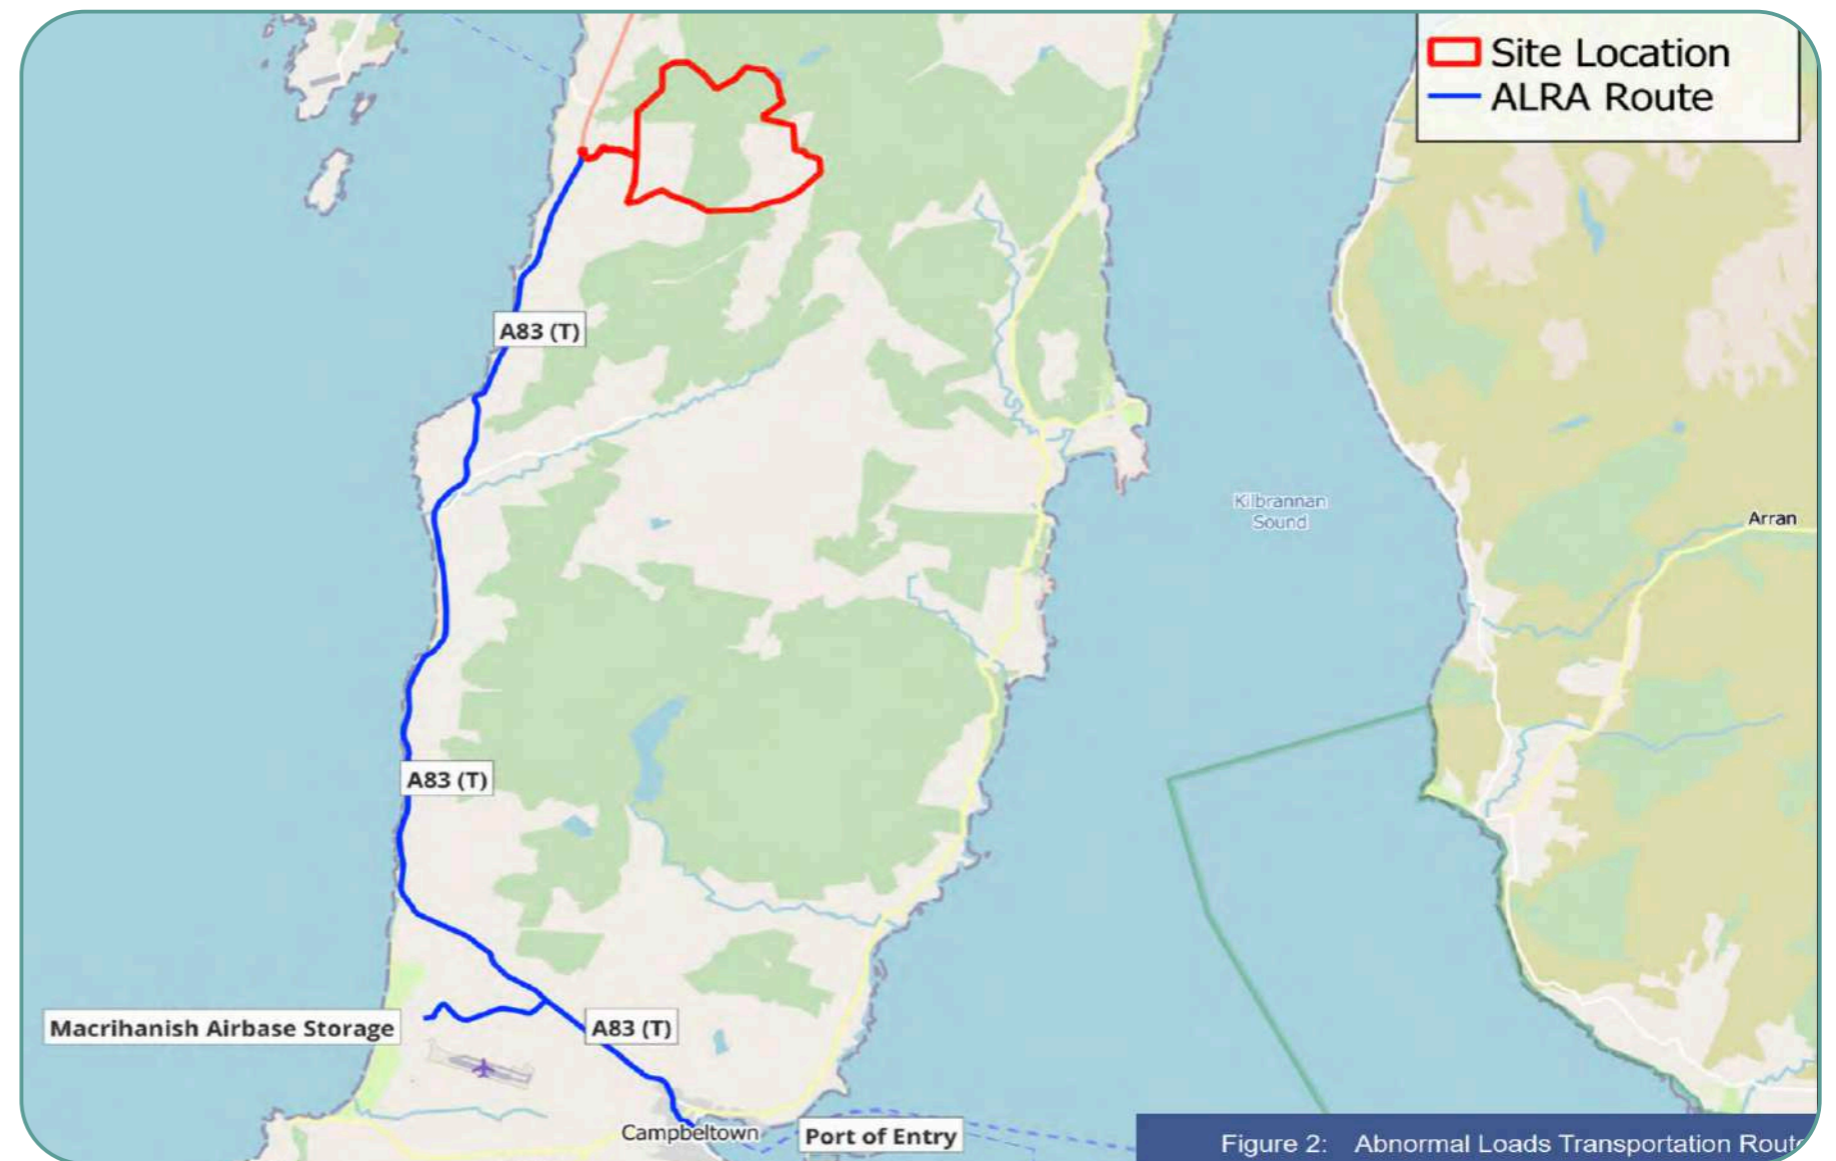 Site Location
ALRA Route
A83 (T)
Kilbrannan
Sound
Arran
A83 (T)
Macrihanish Airbase Storage
A83 (T)
Campbeltown
Port of Entry
Figure 2: Abnormal Loads Transportation Route